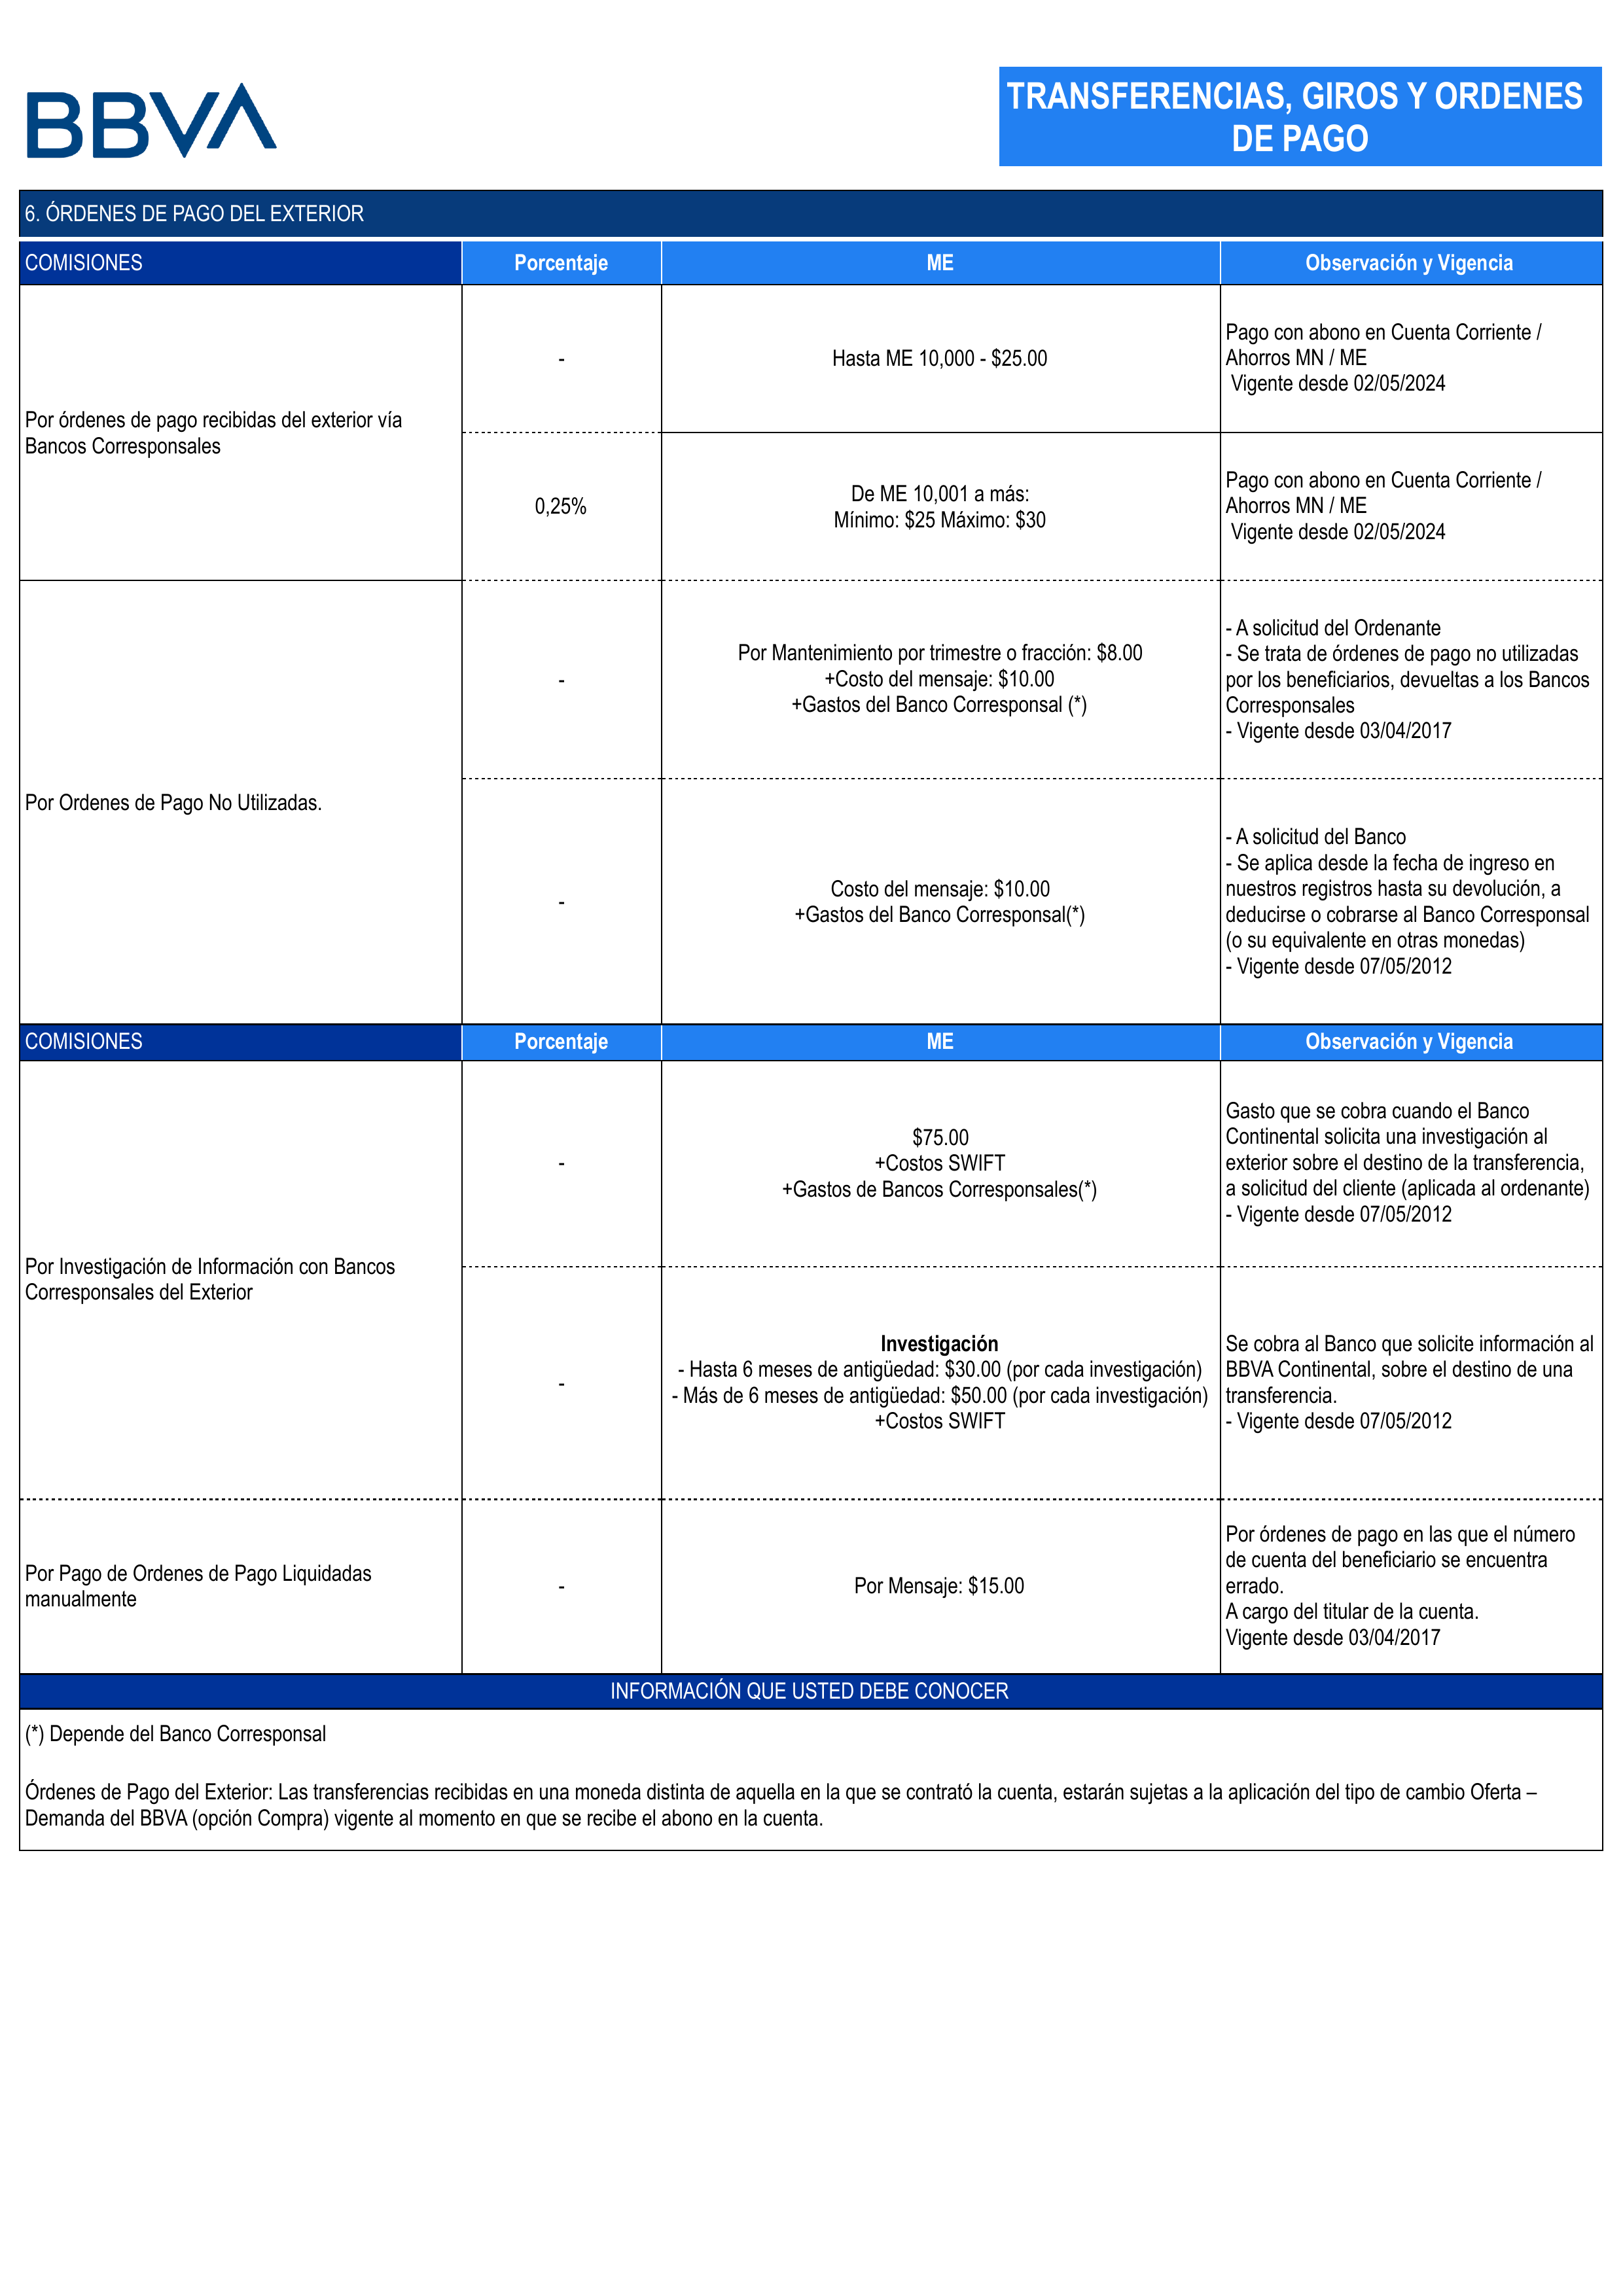 BBVA
TRANSFERENCIAS, GIROS Y ORDENES
DE PAGO
6. ÓRDENES DE PAGO DEL EXTERIOR
COMISIONES
Porcentaje
ME
Observación y Vigencia
Por órdenes de pago recibidas del exterior vía
Bancos Corresponsales
-
Hasta ME 10,000 - $25.00
Pago con abono en Cuenta Corriente /
Ahorros MN / ME
Vigente desde 02/05/2024
0,25%
De ME 10,001 a más:
Mínimo: $25 Máximo: $30
Pago con abono en Cuenta Corriente /
Ahorros MN / ME
Vigente desde 02/05/2024
Por Ordenes de Pago No Utilizadas.
-
Por Mantenimiento por trimestre o fracción: $8.00
+Costo del mensaje: $10.00
+Gastos del Banco Corresponsal (*)
- A solicitud del Ordenante
- Se trata de órdenes de pago no utilizadas
por los beneficiarios, devueltas a los Bancos
Corresponsales
- Vigente desde 03/04/2017
-
Costo del mensaje: $10.00
+Gastos del Banco Corresponsal(*)
- A solicitud del Banco
- Se aplica desde la fecha de ingreso en
nuestros registros hasta su devolución, a
deducirse o cobrarse al Banco Corresponsal
(o su equivalente en otras monedas)
- Vigente desde 07/05/2012
COMISIONES
Porcentaje
ME
Observación y Vigencia
Por Investigación de Información con Bancos
Corresponsales del Exterior
-
$75.00
+Costos SWIFT
+Gastos de Bancos Corresponsales(*)
Gasto que se cobra cuando el Banco
Continental solicita una investigación al
exterior sobre el destino de la transferencia,
a solicitud del cliente (aplicada al ordenante)
- Vigente desde 07/05/2012
-
Investigación
- Hasta 6 meses de antigüedad: $30.00 (por cada investigación)
- Más de 6 meses de antigüedad: $50.00 (por cada investigación)
+Costos SWIFT
Se cobra al Banco que solicite información al
BBVA Continental, sobre el destino de una
transferencia.
- Vigente desde 07/05/2012
Por Pago de Ordenes de Pago Liquidadas
manualmente
-
Por Mensaje: $15.00
Por órdenes de pago en las que el número
de cuenta del beneficiario se encuentra
errado.
A cargo del titular de la cuenta.
Vigente desde 03/04/2017
INFORMACIÓN QUE USTED DEBE CONOCER
(*) Depende del Banco Corresponsal
Órdenes de Pago del Exterior: Las transferencias recibidas en una moneda distinta de aquella en la que se contrató la cuenta, estarán sujetas a la aplicación del tipo de cambio Oferta –
Demanda del BBVA (opción Compra) vigente al momento en que se recibe el abono en la cuenta.